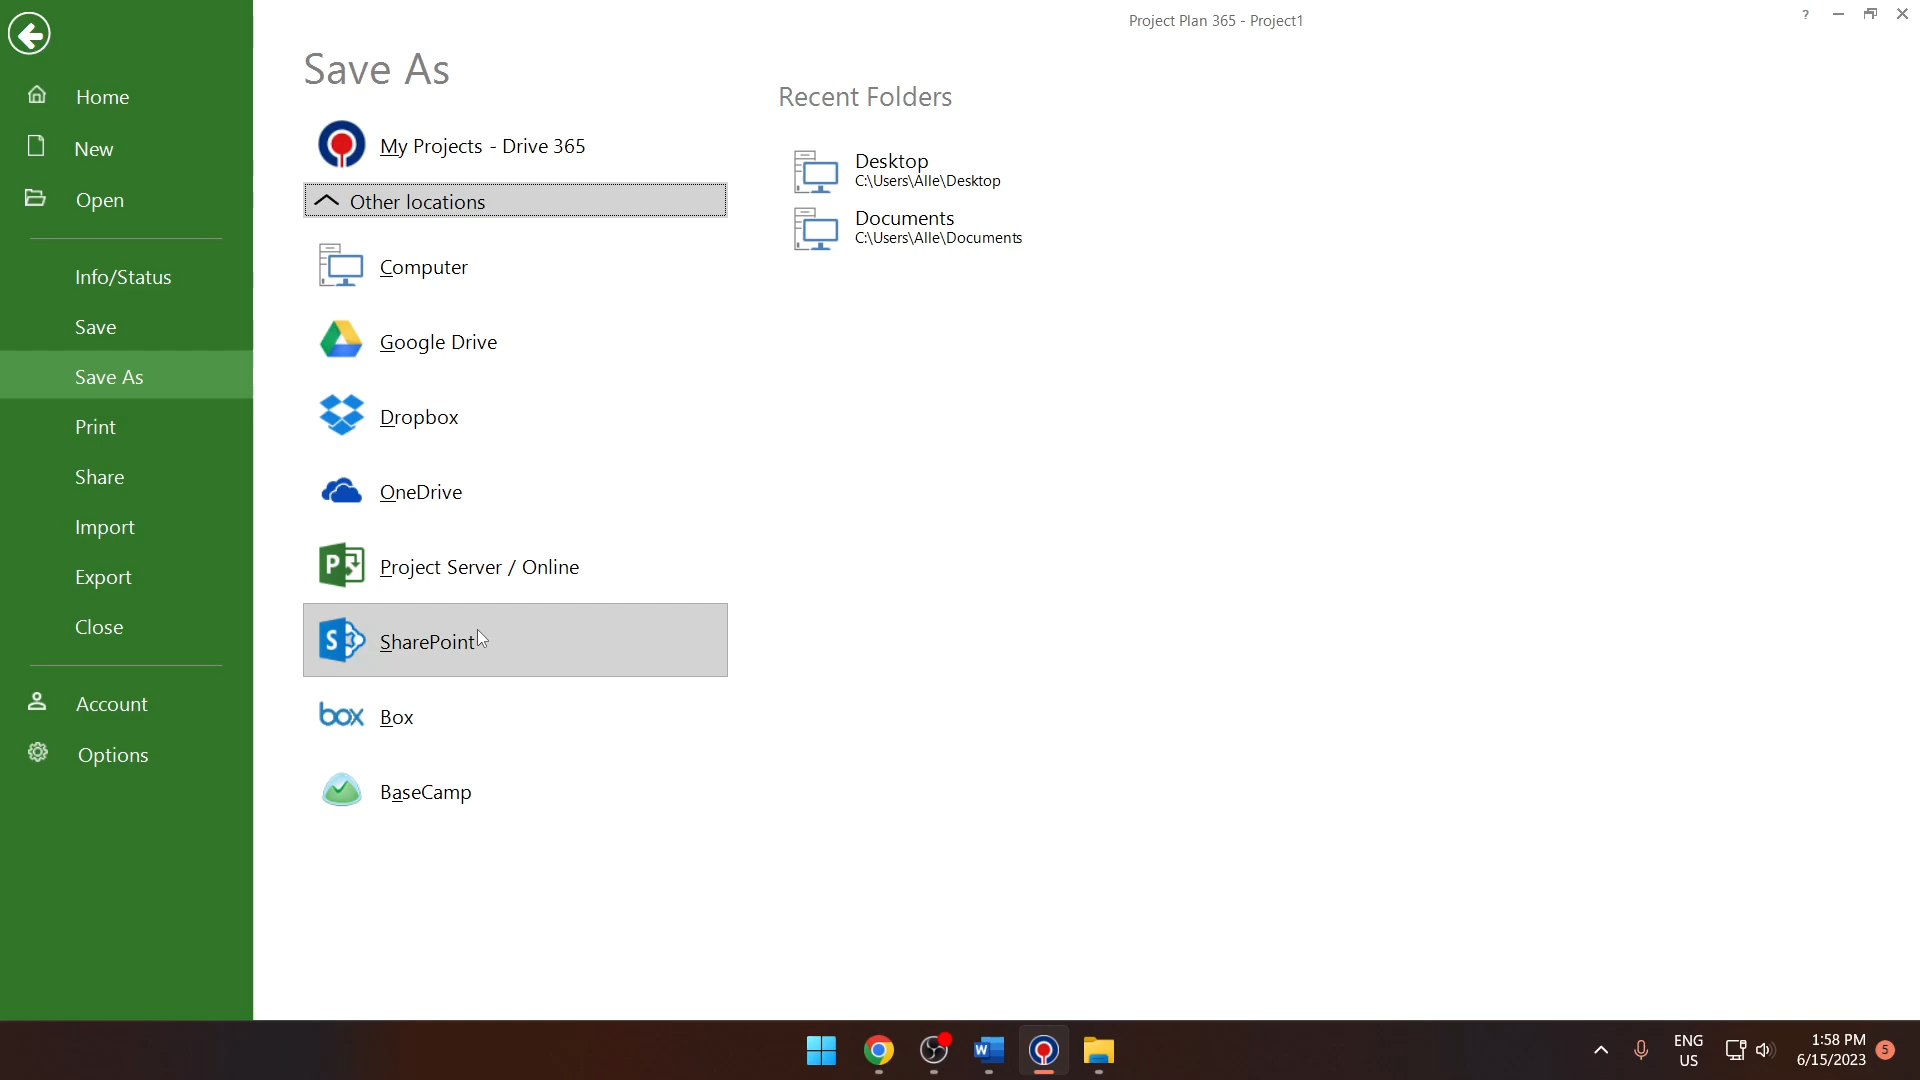 Project Plan 365 - Project1
?
Home
New
Open
Info/Status
Save
Save As
Print
Share
Import
Export
Close
Account
Options
Save As
My Projects - Drive 365
Other locations
Computer
Google Drive
Dropbox
OneDrive
P Project Server / Online
S SharePoint
box Box
BaseCamp
Recent Folders
Desktop
C:\Users\Alle\Desktop
Documents
C:\Users\Alle\Documents
W
ENG
US
1:58 PM
6/15/2023
5